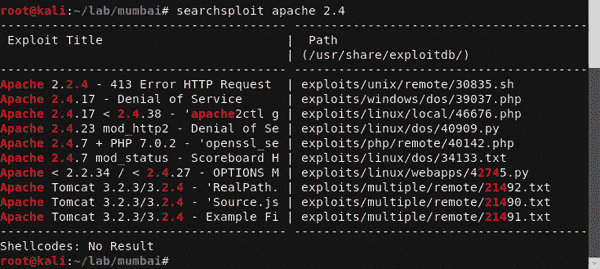 root@kali:~/lab/mumbai# searchsploit apache 2.4
--------------------------------------- ----------------------------------------
 Exploit Title | Path
 | (/usr/share/exploitdb/)
--------------------------------------- ----------------------------------------
Apache 2.2.4 - 413 Error HTTP Request | exploits/unix/remote/30835.sh
Apache 2.4.17 - Denial of Service | exploits/windows/dos/39037.php
Apache 2.4.17 < 2.4.38 - 'apache2ctl g | exploits/linux/local/46676.php
Apache 2.4.23 mod_http2 - Denial of Se | exploits/linux/dos/40909.py
Apache 2.4.7 + PHP 7.0.2 - 'openssl_se | exploits/php/remote/40142.php
Apache 2.4.7 mod_status - Scoreboard H | exploits/linux/dos/34133.txt
Apache < 2.2.34 / < 2.4.27 - OPTIONS M | exploits/linux/webapps/42745.py
Apache Tomcat 3.2.3/3.2.4 - 'RealPath. | exploits/multiple/remote/21492.txt
Apache Tomcat 3.2.3/3.2.4 - 'Source.js | exploits/multiple/remote/21490.txt
Apache Tomcat 3.2.3/3.2.4 - Example Fi | exploits/multiple/remote/21491.txt
--------------------------------------- ----------------------------------------
Shellcodes: No Result
root@kali:~/lab/mumbai#